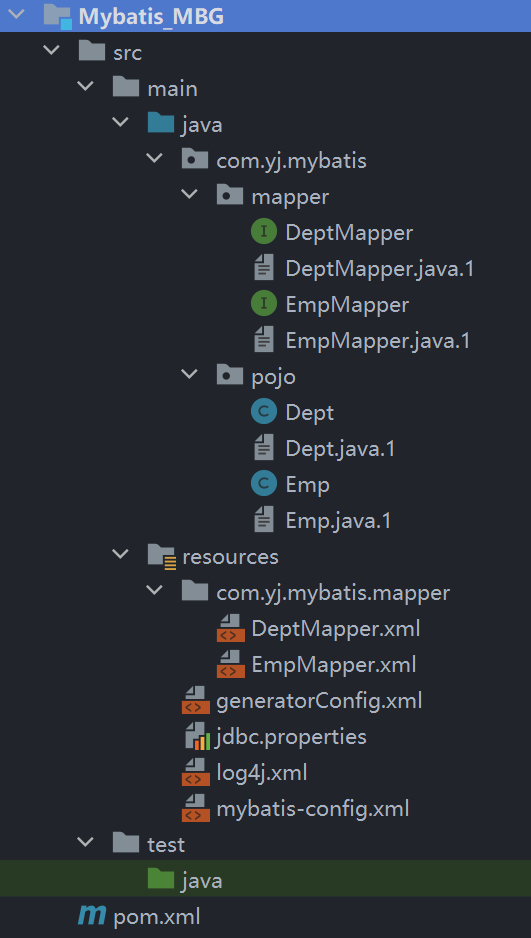 Mybatis_MBG
src
main
java
com.yj.mybatis
mapper
DeptMapper
DeptMapper.java.1
EmpMapper
EmpMapper.java.1
pojo
Dept
Dept.java.1
Emp
Emp.java.1
resources
com.yj.mybatis.mapper
DeptMapper.xml
EmpMapper.xml
generatorConfig.xml
jdbc.properties
log4j.xml
mybatis-config.xml
test
java
pom.xml